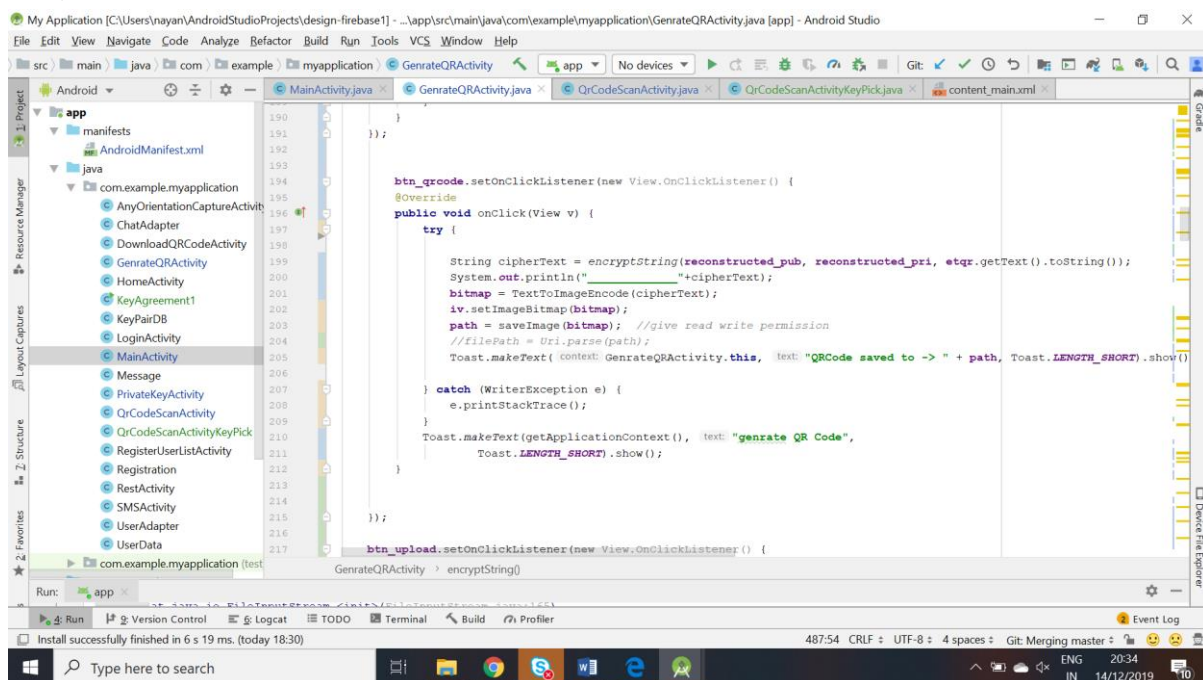 My Application [C:\Users\nayan\AndroidStudioProjects\design-firebase1] - ...\app\src\main\java\com\example\myapplication\GenrateQRActivity.java [app] - Android Studio
File Edit View Navigate Code Analyze Refactor Build Run Tools VCS Window Help
src main java com example myapplication GenrateQRActivity app No devices Git:
Android MainActivity.java GenrateQRActivity.java QrCodeScanActivity.java QrCodeScanActivityKeyPick.java content_main.xml
1: Project
Resource Manager
Layout Captures
7: Structure
2: Favorites
app
manifests
AndroidManifest.xml
java
com.example.myapplication
AnyOrientationCaptureActivit
ChatAdapter
DownloadQRCodeActivity
GenrateQRActivity
HomeActivity
KeyAgreement1
KeyPairDB
LoginActivity
MainActivity
Message
PrivateKeyActivity
QrCodeScanActivity
QrCodeScanActivityKeyPick
RegisterUserListActivity
Registration
RestActivity
SMSActivity
UserAdapter
UserData
com.example.myapplication (test
190 }
191 });
192
193
194 btn_qrcode.setOnClickListener(new View.OnClickListener() {
195 @Override
196 public void onClick(View v) {
197 try {
198
199 String cipherText = encryptString(reconstructed_pub, reconstructed_pri, etqr.getText().toString());
200 System.out.println("____________"+cipherText);
201 bitmap = TextToImageEncode(cipherText);
202 iv.setImageBitmap(bitmap);
203 path = saveImage(bitmap); //give read write permission
204 //filePath = Uri.parse(path);
205 Toast.makeText( context: GenrateQRActivity.this, text: "QRCode saved to -> " + path, Toast.LENGTH_SHORT).show()
206
207 } catch (WriterException e) {
208 e.printStackTrace();
209 }
210 Toast.makeText(getApplicationContext(), text: "genrate QR Code",
211 Toast.LENGTH_SHORT).show();
212 }
213
214
215 });
216
217 btn_upload.setOnClickListener(new View.OnClickListener() {
GenrateQRActivity encryptString()
Gradle
Device File Explorer
Run: app
at java.io.FileInputStream.<init>(FileInputStream.java:165)
4: Run 9: Version Control 6: Logcat TODO Terminal Build Profiler 2 Event Log
Install successfully finished in 6 s 19 ms. (today 18:30) 487:54 CRLF UTF-8 4 spaces Git: Merging master
Type here to search
ENG 20:34
IN 14/12/2019